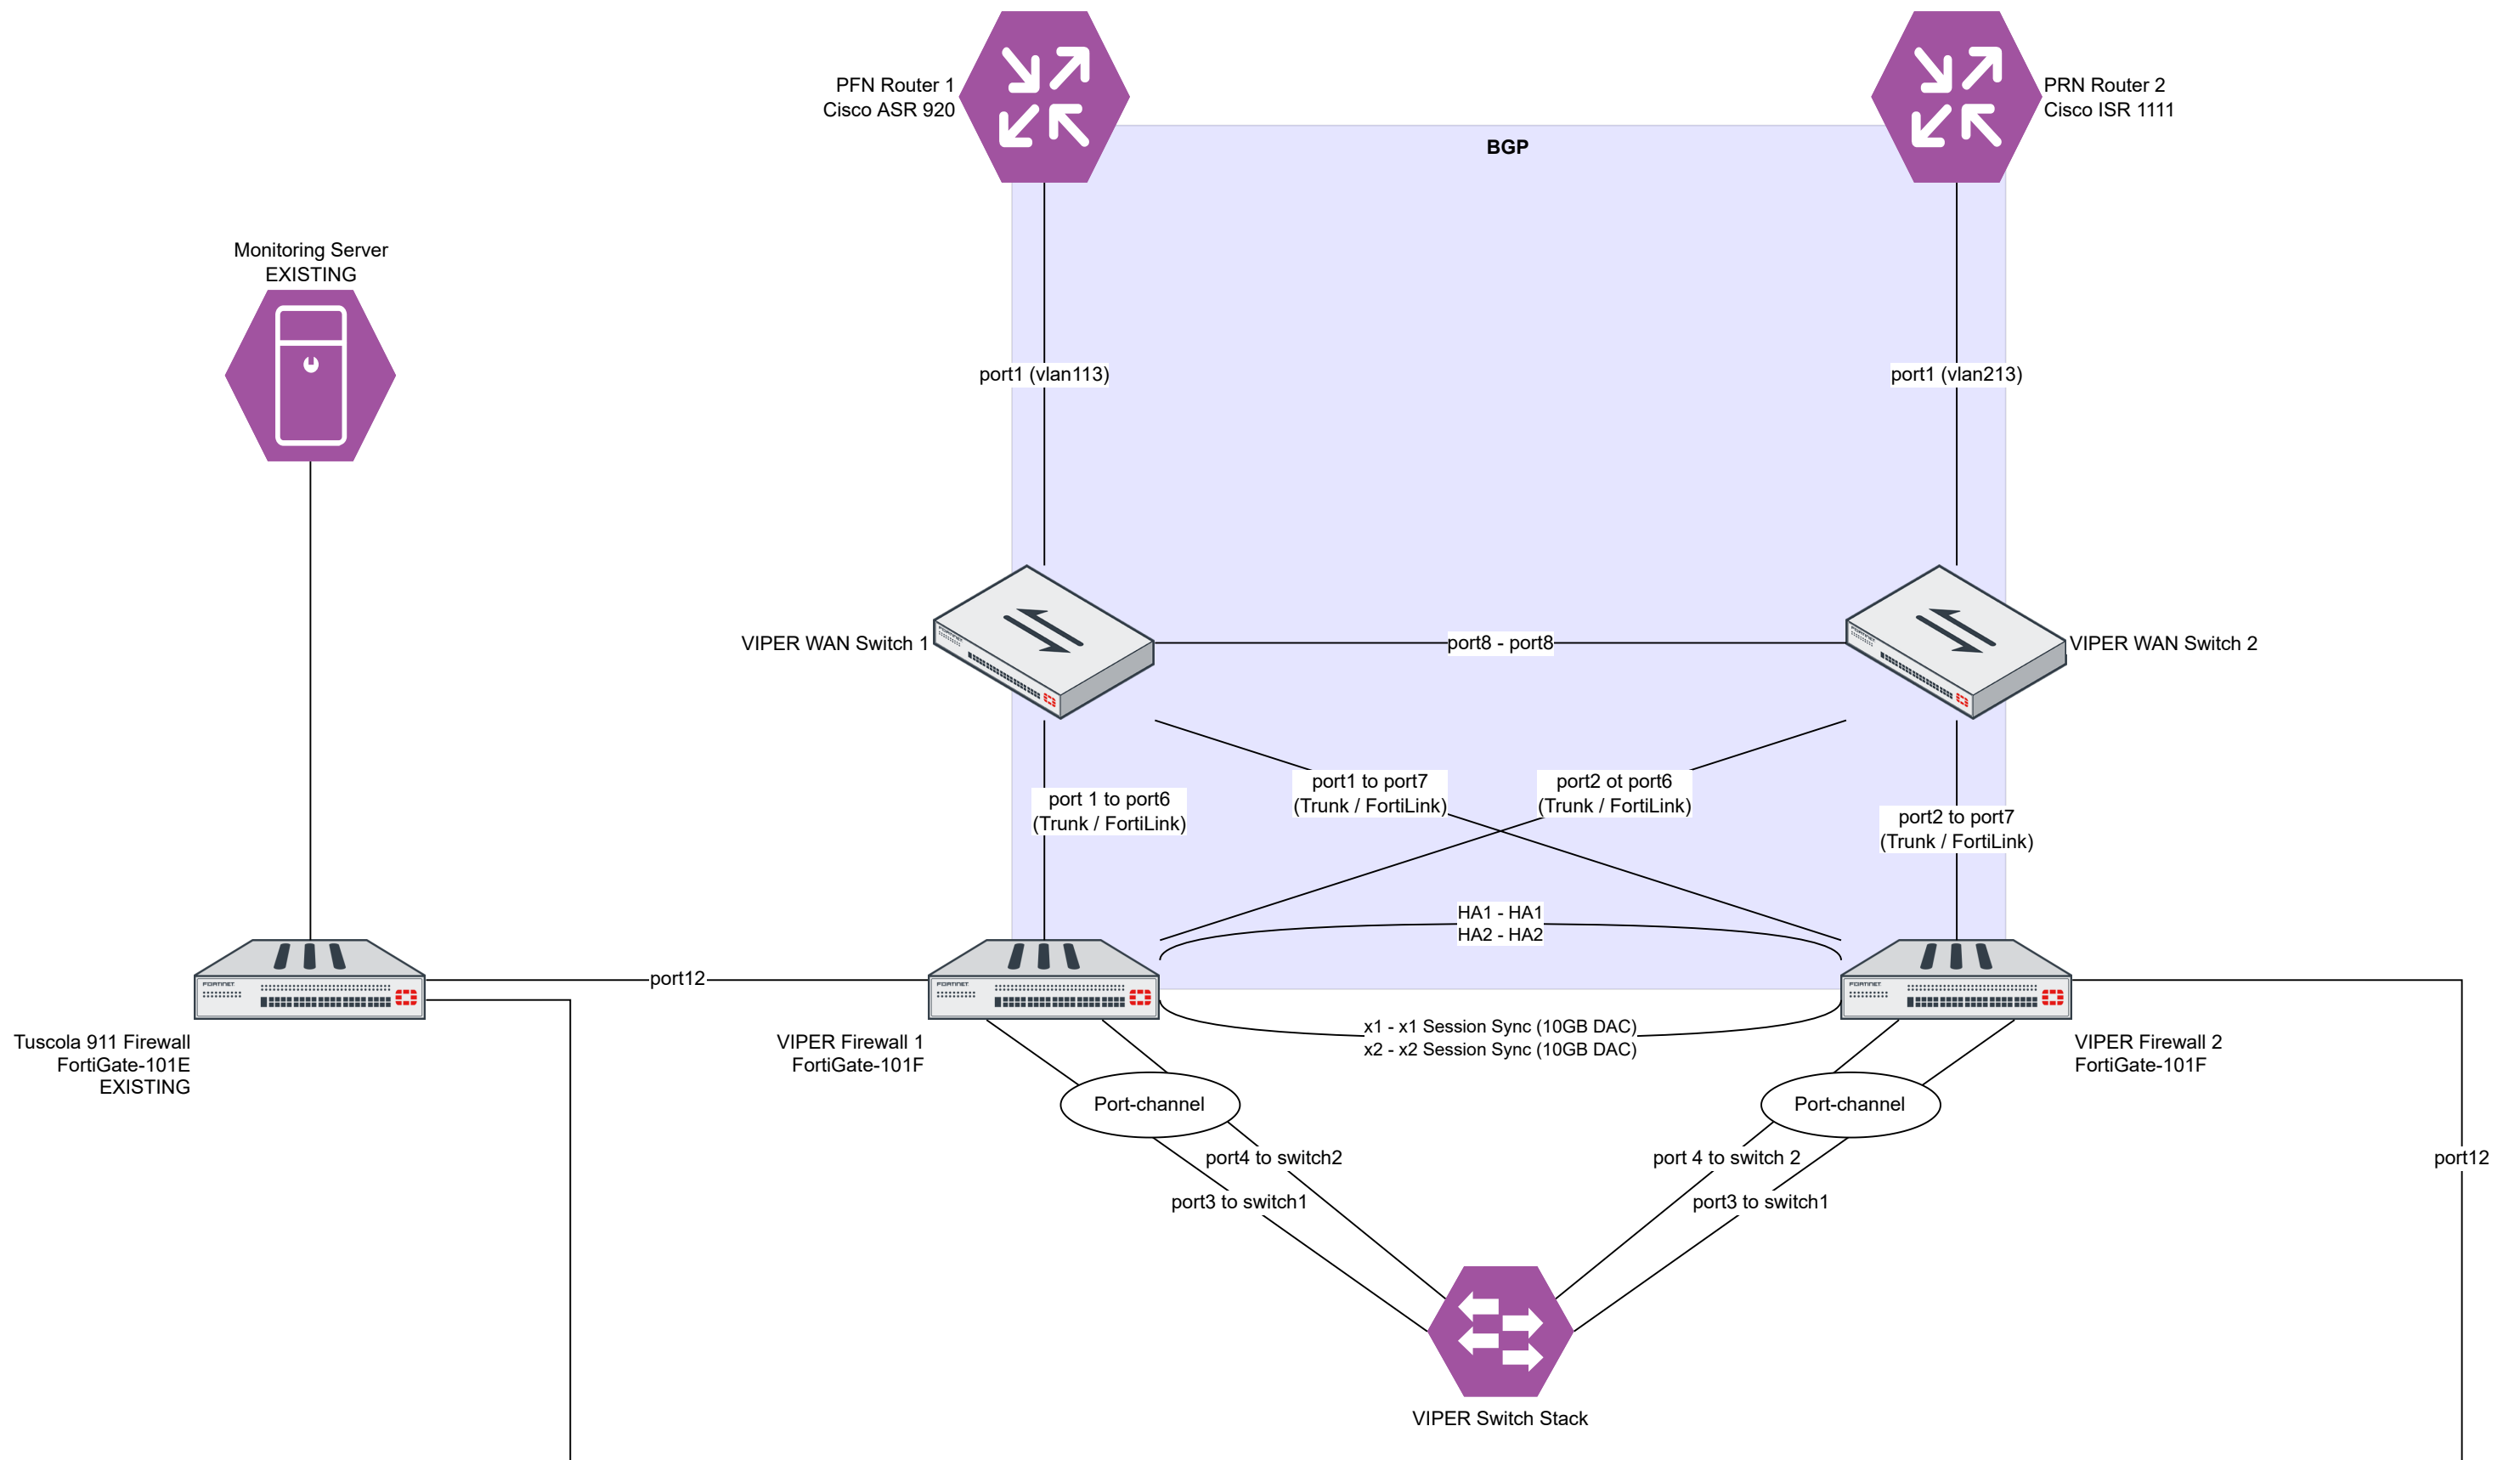 PFN Router 1
Cisco ASR 920
PRN Router 2
Cisco ISR 1111
BGP
Monitoring Server
EXISTING
port1 (vlan113)
port1 (vlan213)
VIPER WAN Switch 1
FORTINET
port8 - port8
FORTINET
VIPER WAN Switch 2
port 1 to port6
(Trunk / FortiLink)
port1 to port7
(Trunk / FortiLink)
port2 ot port6
(Trunk / FortiLink)
port2 to port7
(Trunk / FortiLink)
HA1 - HA1
HA2 - HA2
FORTINET
port12
FORTINET
FORTINET
Tuscola 911 Firewall
FortiGate-101E
EXISTING
VIPER Firewall 1
FortiGate-101F
x1 - x1 Session Sync (10GB DAC)
x2 - x2 Session Sync (10GB DAC)
VIPER Firewall 2
FortiGate-101F
Port-channel
Port-channel
port4 to switch2
port3 to switch1
port 4 to switch 2
port3 to switch1
port12
VIPER Switch Stack